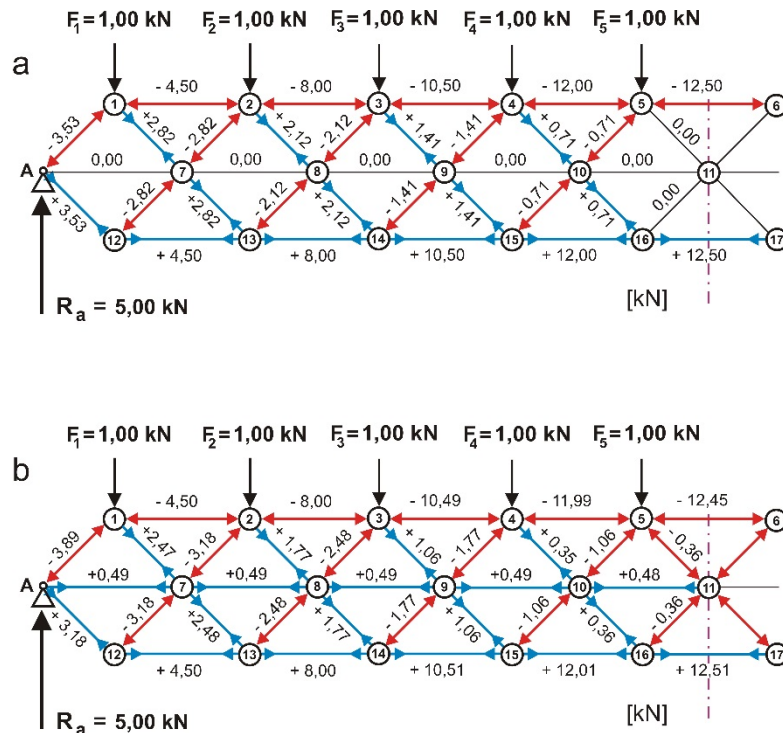 F1=1,00 kN F2=1,00 kN F3=1,00 kN F4=1,00 kN F5=1,00 kN
a
- 4,50 - 8,00 - 10,50 - 12,00 - 12,50
1 2 3 4 5 6
- 3,53 +2,82 - 2,82 + 2,12 - 2,12 + 1,41 - 1,41 + 0,71 - 0,71 0,00
A 0,00 7 0,00 8 0,00 9 0,00 10 0,00 11
+ 3,53 - 2,82 +2,82 - 2,12 + 2,12 - 1,41 + 1,41 - 0,71 + 0,71 0,00
12 13 14 15 16 17
+ 4,50 + 8,00 + 10,50 + 12,00 + 12,50
Ra = 5,00 kN [kN]
F1=1,00 kN F2=1,00 kN F3=1,00 kN F4=1,00 kN F5=1,00 kN
b
- 4,50 - 8,00 - 10,49 - 11,99 - 12,45
1 2 3 4 5 6
- 3,89 +2,47 - 3,18 + 1,77 - 2,48 + 1,06 - 1,77 + 0,35 - 1,06 - 0,36
A +0,49 7 +0,49 8 +0,49 9 +0,49 10 +0,48 11
+ 3,18 - 3,18 +2,48 - 2,48 + 1,77 - 1,77 + 1,06 - 1,06 + 0,36 - 0,36
12 13 14 15 16 17
+ 4,50 + 8,00 + 10,51 + 12,01 + 12,51
Ra = 5,00 kN [kN]